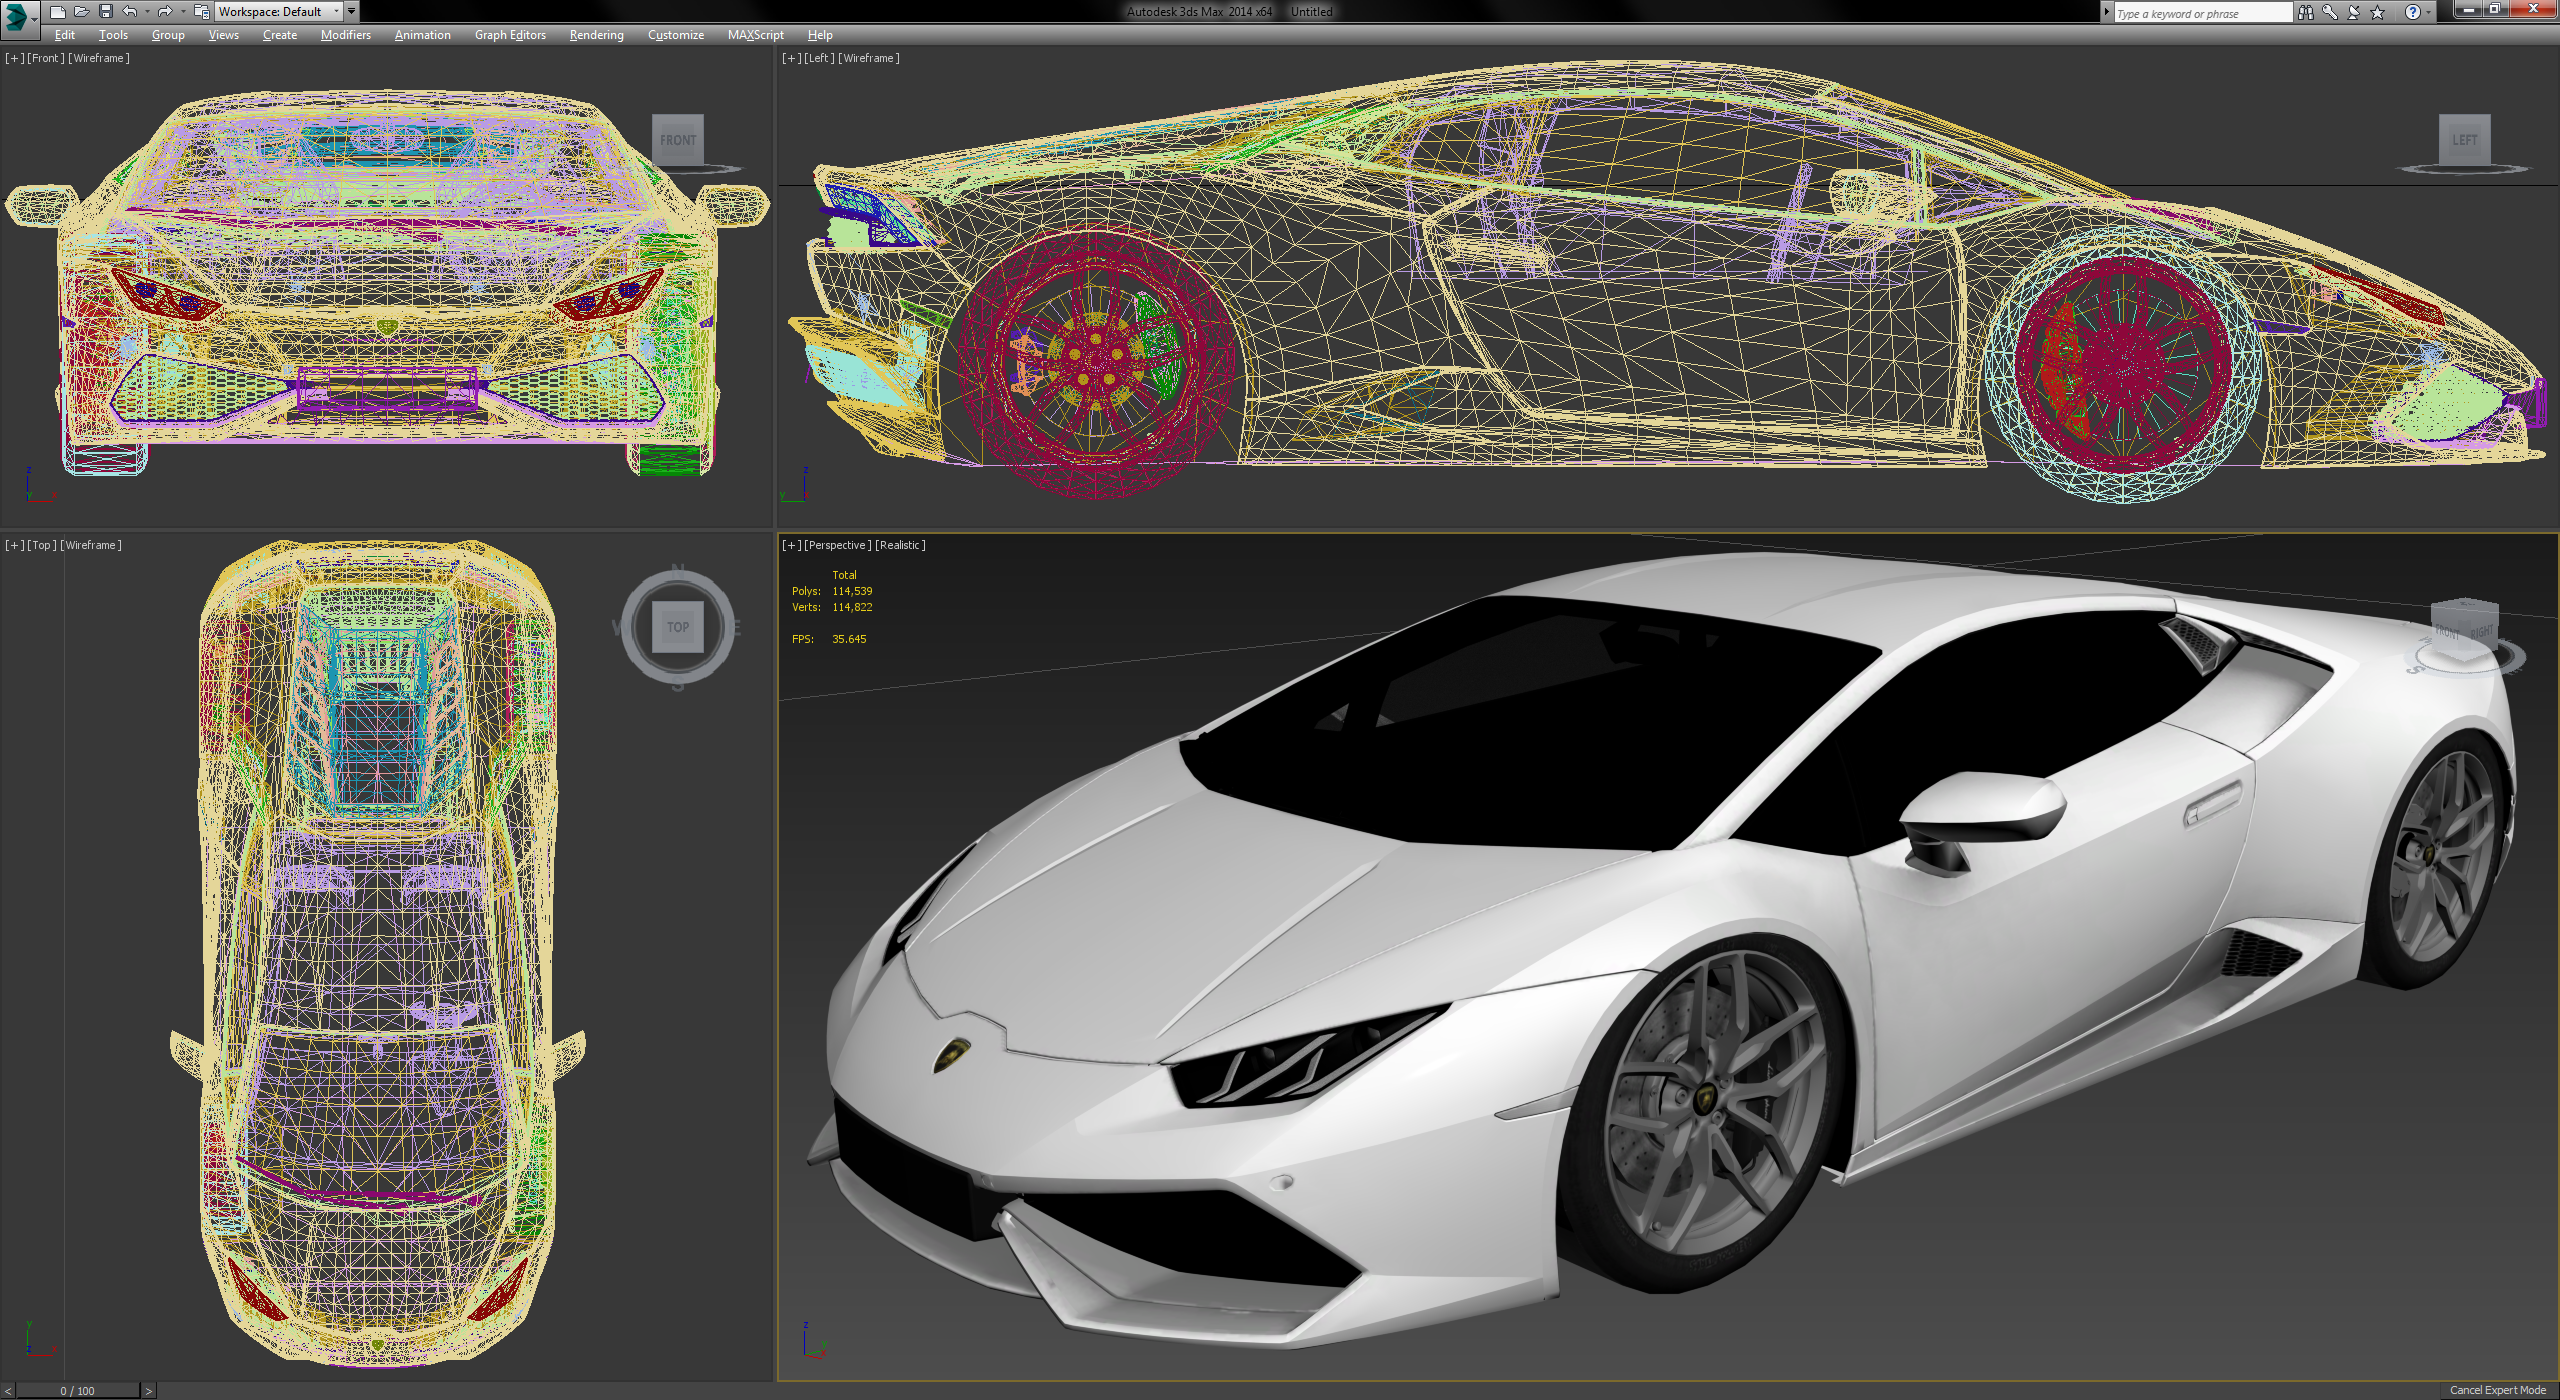 Workspace: Default
Autodesk 3ds Max 2014 x64 Untitled
Type a keyword or phrase
Edit Tools Group Views Create Modifiers Animation Graph Editors Rendering Customize MAXScript Help
[+] [Front] [Wireframe]
[+] [Left] [Wireframe]
FRONT
LEFT
z
y
x
z
y
[+] [Top] [Wireframe]
[+] [Perspective] [Realistic]
N
W
TOP
E
S
Total
Polys: 114,539
Verts: 114,822
FPS: 35.645
FRONT
RIGHT
S
y
z
x
z
y
x
< 0 / 100 >
Cancel Expert Mode